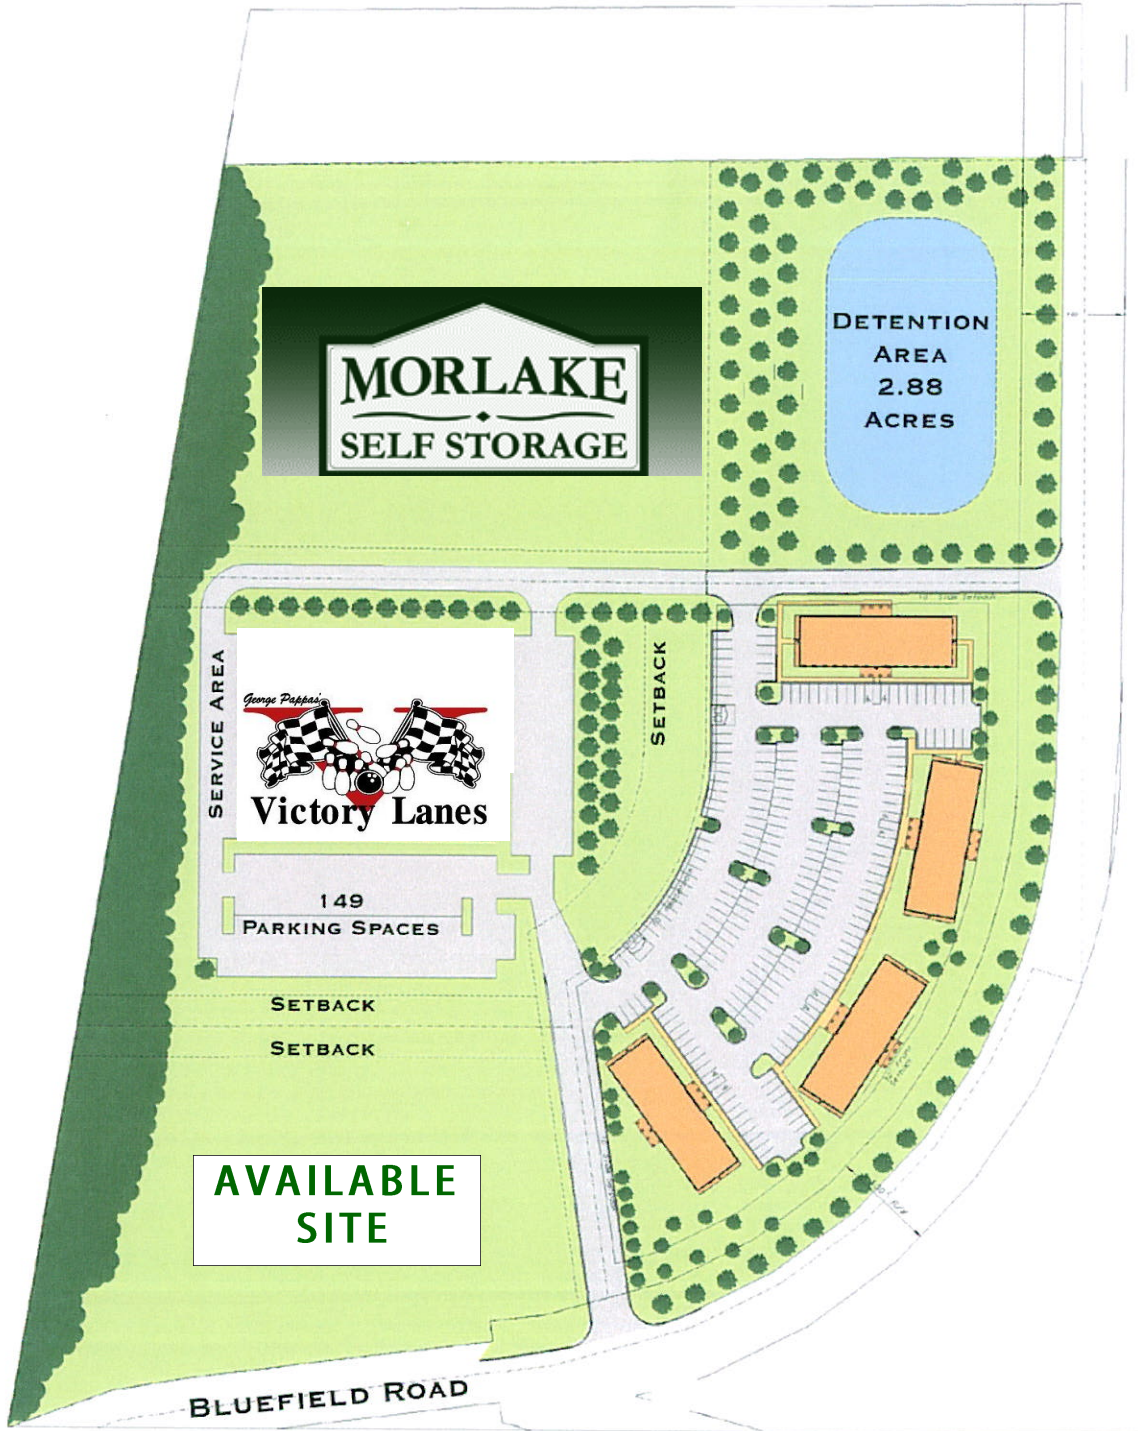 MORLAKE
SELF STORAGE
DETENTION
AREA
2.88
ACRES
SERVICE AREA
George Pappas'
Victory Lanes
SETBACK
149
PARKING SPACES
SETBACK
SETBACK
AVAILABLE
SITE
BLUEFIELD ROAD